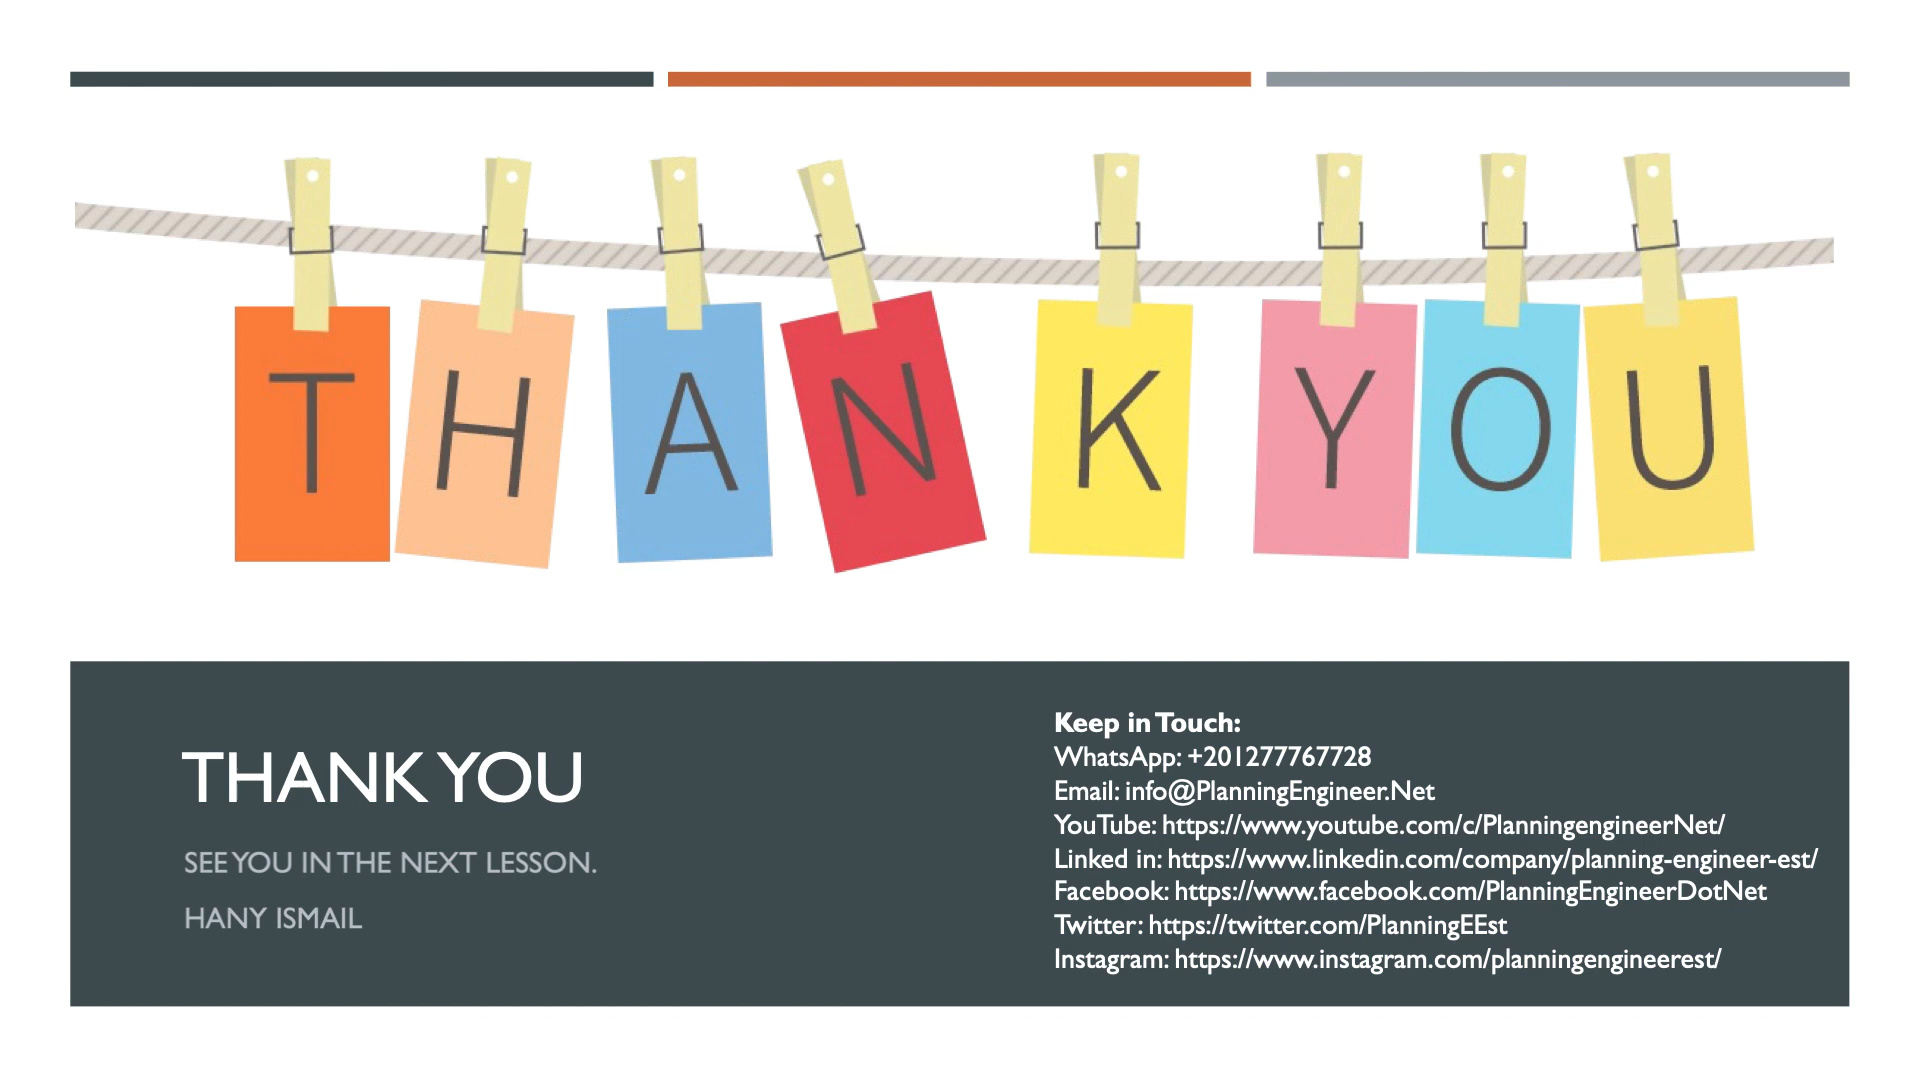 THANK YOU
THANK YOU
SEE YOU IN THE NEXT LESSON.
HANY ISMAIL
Keep in Touch:
WhatsApp: +201277767728
Email: info@PlanningEngineer.Net
YouTube: https://www.youtube.com/c/PlanningengineerNet/
Linked in: https://www.linkedin.com/company/planning-engineer-est/
Facebook: https://www.facebook.com/PlanningEngineerDotNet
Twitter: https://twitter.com/PlanningEEst
Instagram: https://www.instagram.com/planningengineerest/